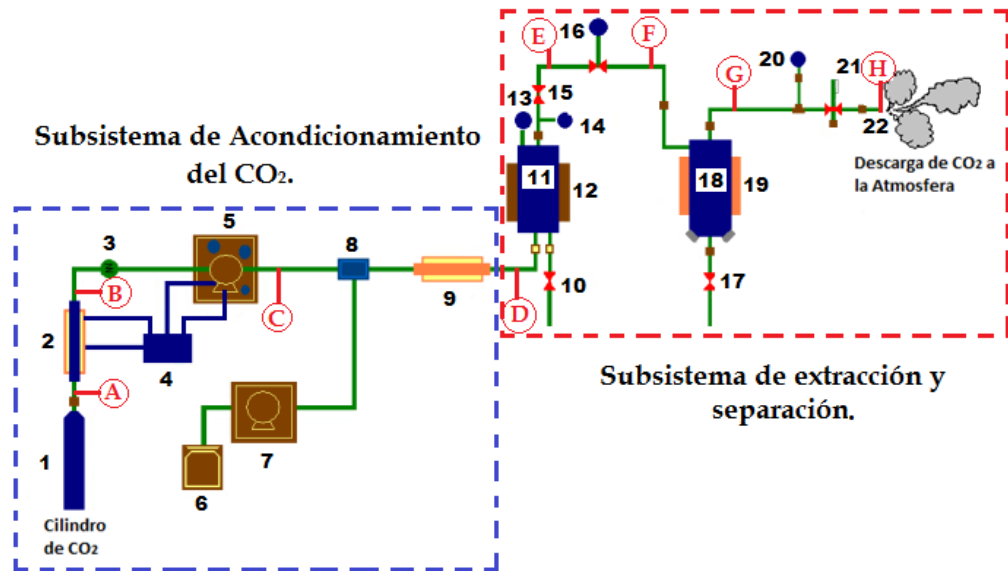 Subsistema de Acondicionamiento
del CO₂.
1
2
3
4
5
6
7
8
9
A
B
C
D
Cilindro
de CO₂
10
11
12
13
14
15
16
17
18
19
20
21
22
E
F
G
H
Descarga de CO₂ a
la Atmosfera
Subsistema de extracción y
separación.